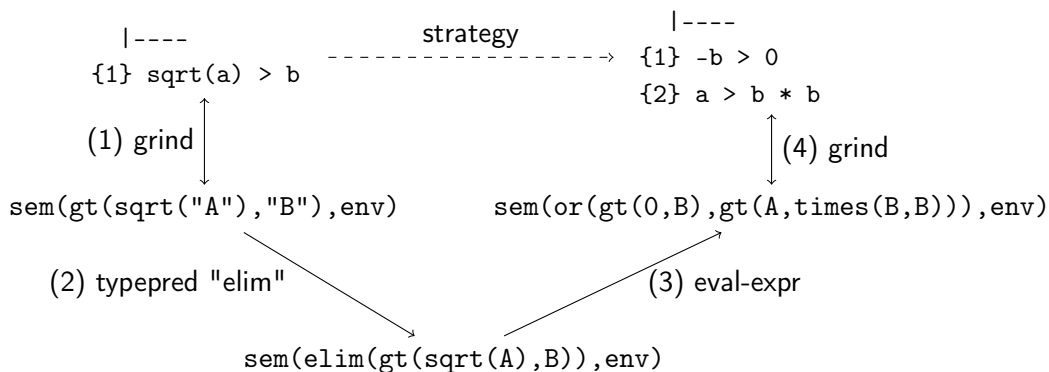 |----
{1} sqrt(a) > b
strategy
|----
{1} -b > 0
{2} a > b * b
(1) grind
(4) grind
sem(gt(sqrt("A"),"B"),env)
sem(or(gt(0,B),gt(A,times(B,B))),env)
(2) typepred "elim"
(3) eval-expr
sem(elim(gt(sqrt(A),B)),env)